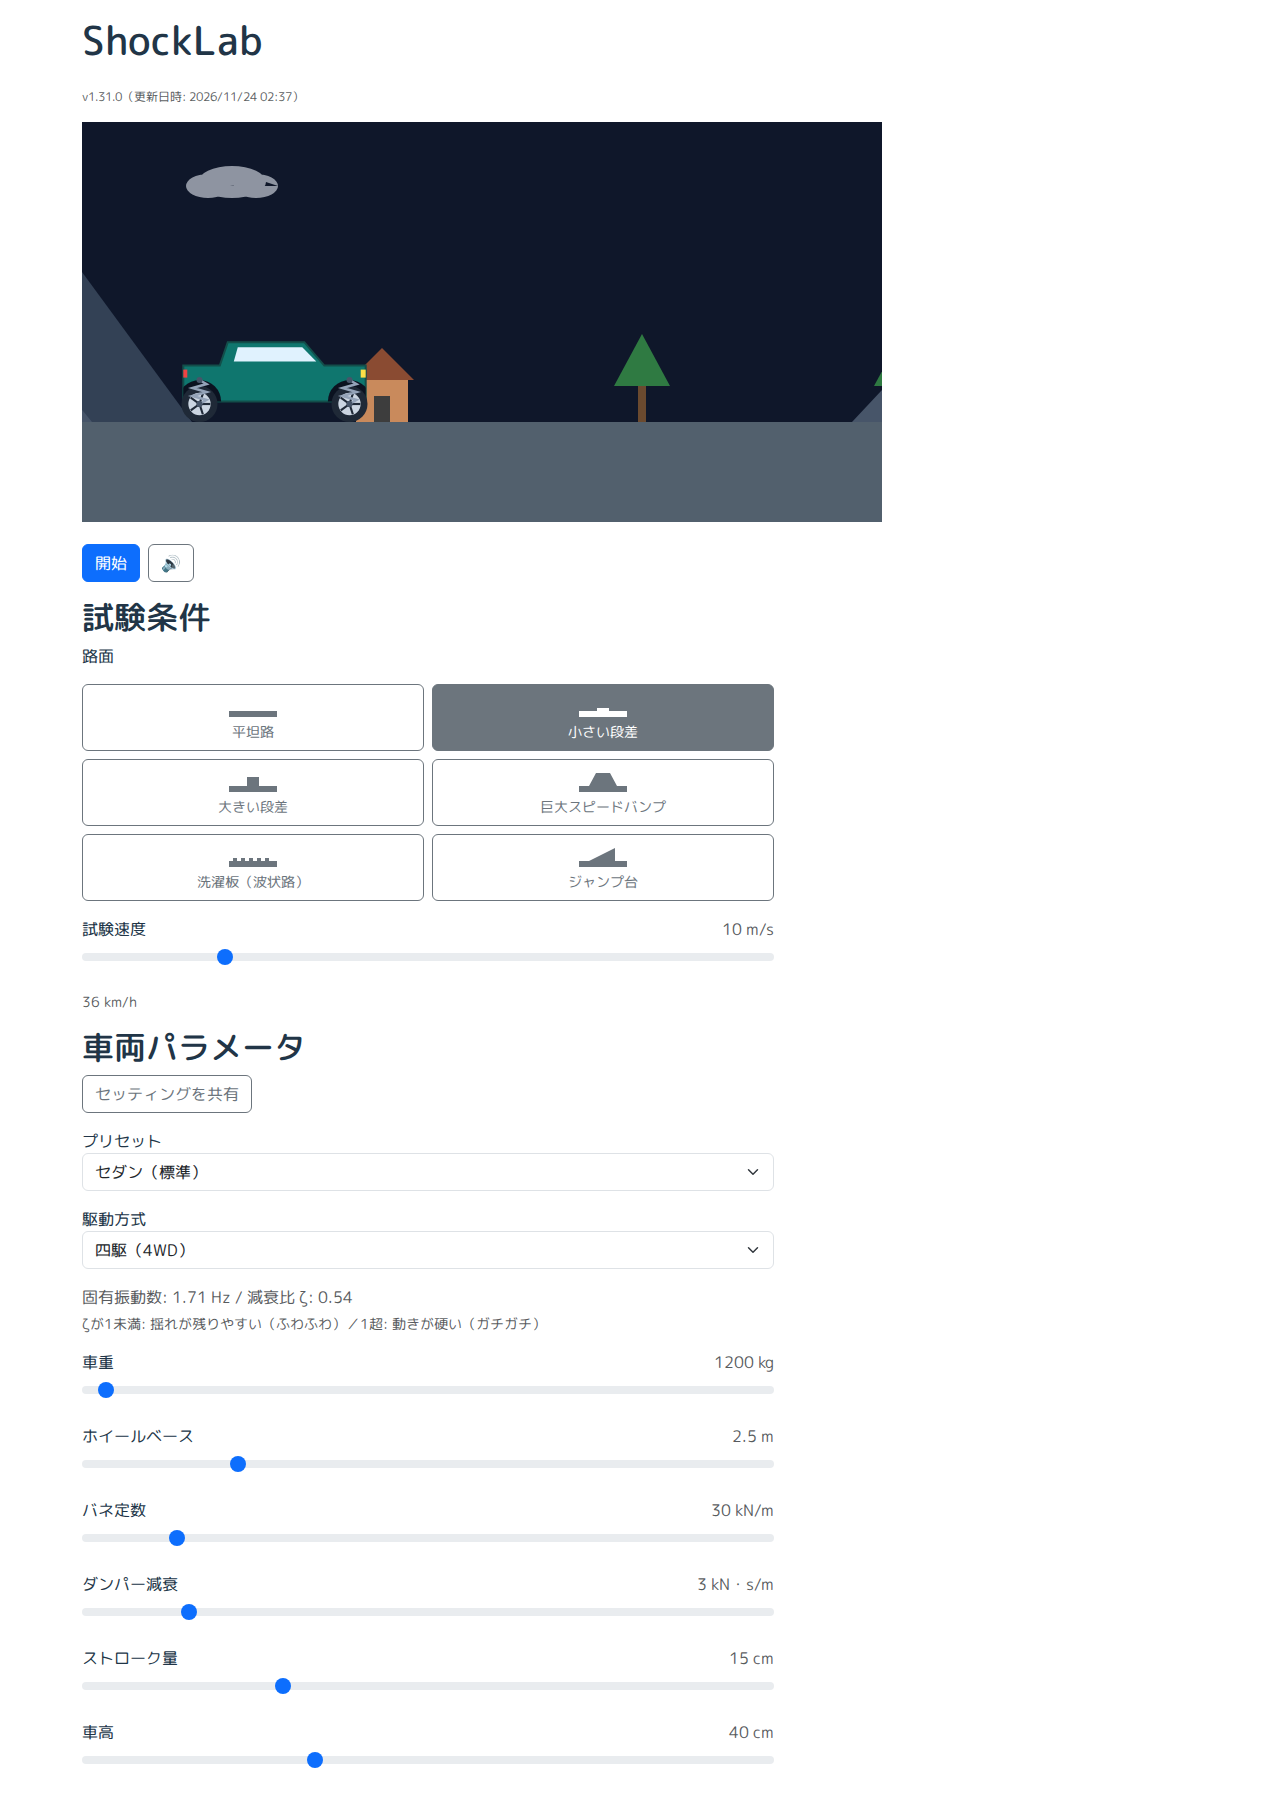 ShockLab
v1.31.0（更新日時: 2026/11/24 02:37）
開始
試験条件
路面
平坦路
小さい段差
大きい段差
巨大スピードバンプ
洗濯板（波状路）
ジャンプ台
試験速度
10 m/s
36 km/h
車両パラメータ
セッティングを共有
プリセット
セダン（標準）
駆動方式
四駆（4WD）
固有振動数: 1.71 Hz / 減衰比 ζ: 0.54
ζが1未満: 揺れが残りやすい（ふわふわ）／1超: 動きが硬い（ガチガチ）
車重
1200 kg
ホイールベース
2.5 m
バネ定数
30 kN/m
ダンパー減衰
3 kN・s/m
ストローク量
15 cm
車高
40 cm